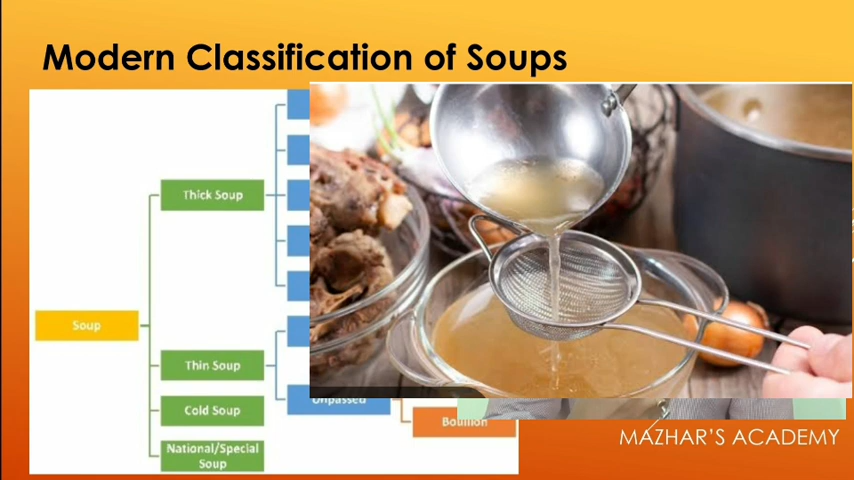 Modern Classification of Soups
Thick Soup
Soup
Thin Soup
Unpassed
Cold Soup
Bouillon
MAZHAR'S ACADEMY
National/Special
Soup